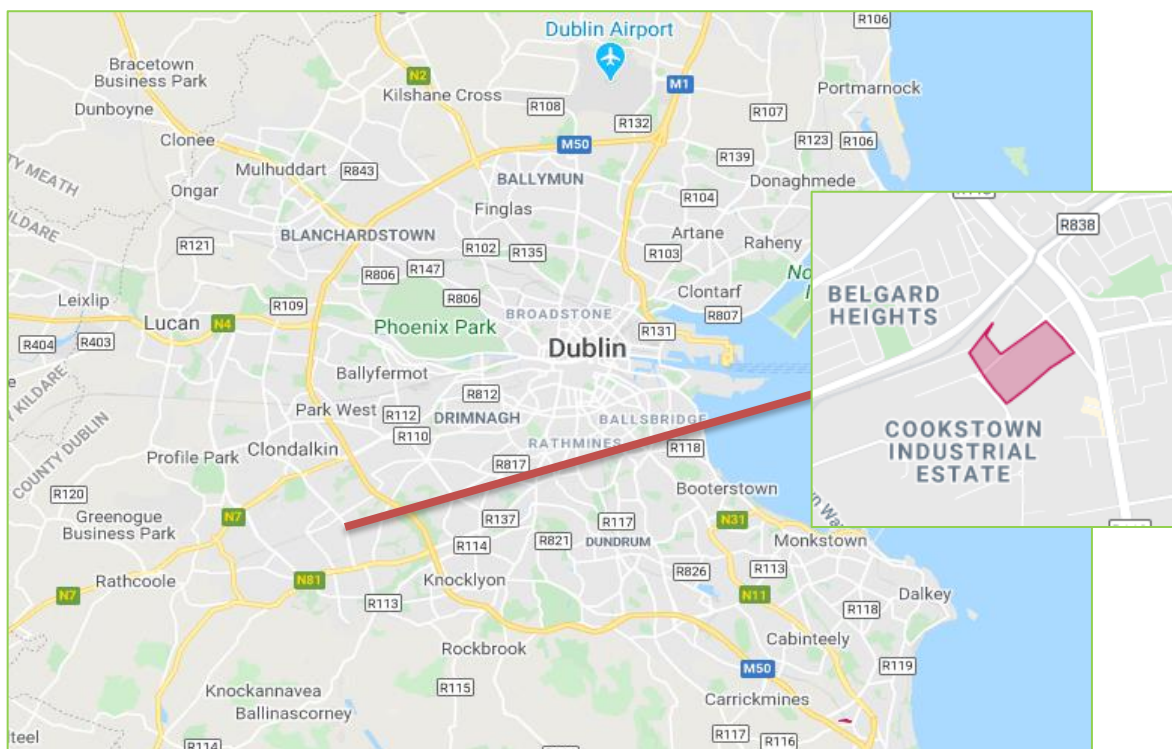 R106
Dublin Airport
N2
M1
Bracetown
Business Park
Dunboyne
Kilshane Cross
R108
R132
R107
Portmarnock
Clonee
M50
R123
R106
Mulhuddart
R843
R139
COUNTY MEATH
BALLYMUN
Donaghmede
Ongar
Finglas
R104
KILDARE
R121
BLANCHARDSTOWN
R102
R135
Artane
R103
Raheny
R806
R147
Leixlip
R109
R806
Clontarf
Lucan
N4
Phoenix Park
BROADSTONE
R807
R131
R404
R403
Dublin
Ballyfermot
R812
Park West
R112
DRIMNAGH
BALLSBRIDGE
R110
RATHMINES
R118
Clondalkin
R817
COUNTY DUBLIN
Profile Park
Booterstown
R120
Greenogue
Business Park
N7
R137
R117
N31
R114
R821
DUNDRUM
Monkstown
Rathcoole
N81
Knocklyon
R826
R113
N7
R113
N11
R118
Dalkey
Rockbrook
Cabinteely
R119
M50
R115
Knockannavea
Ballinascorney
Carrickmines
R114
R117
R116
R838
BELGARD
HEIGHTS
COOKSTOWN
INDUSTRIAL
ESTATE